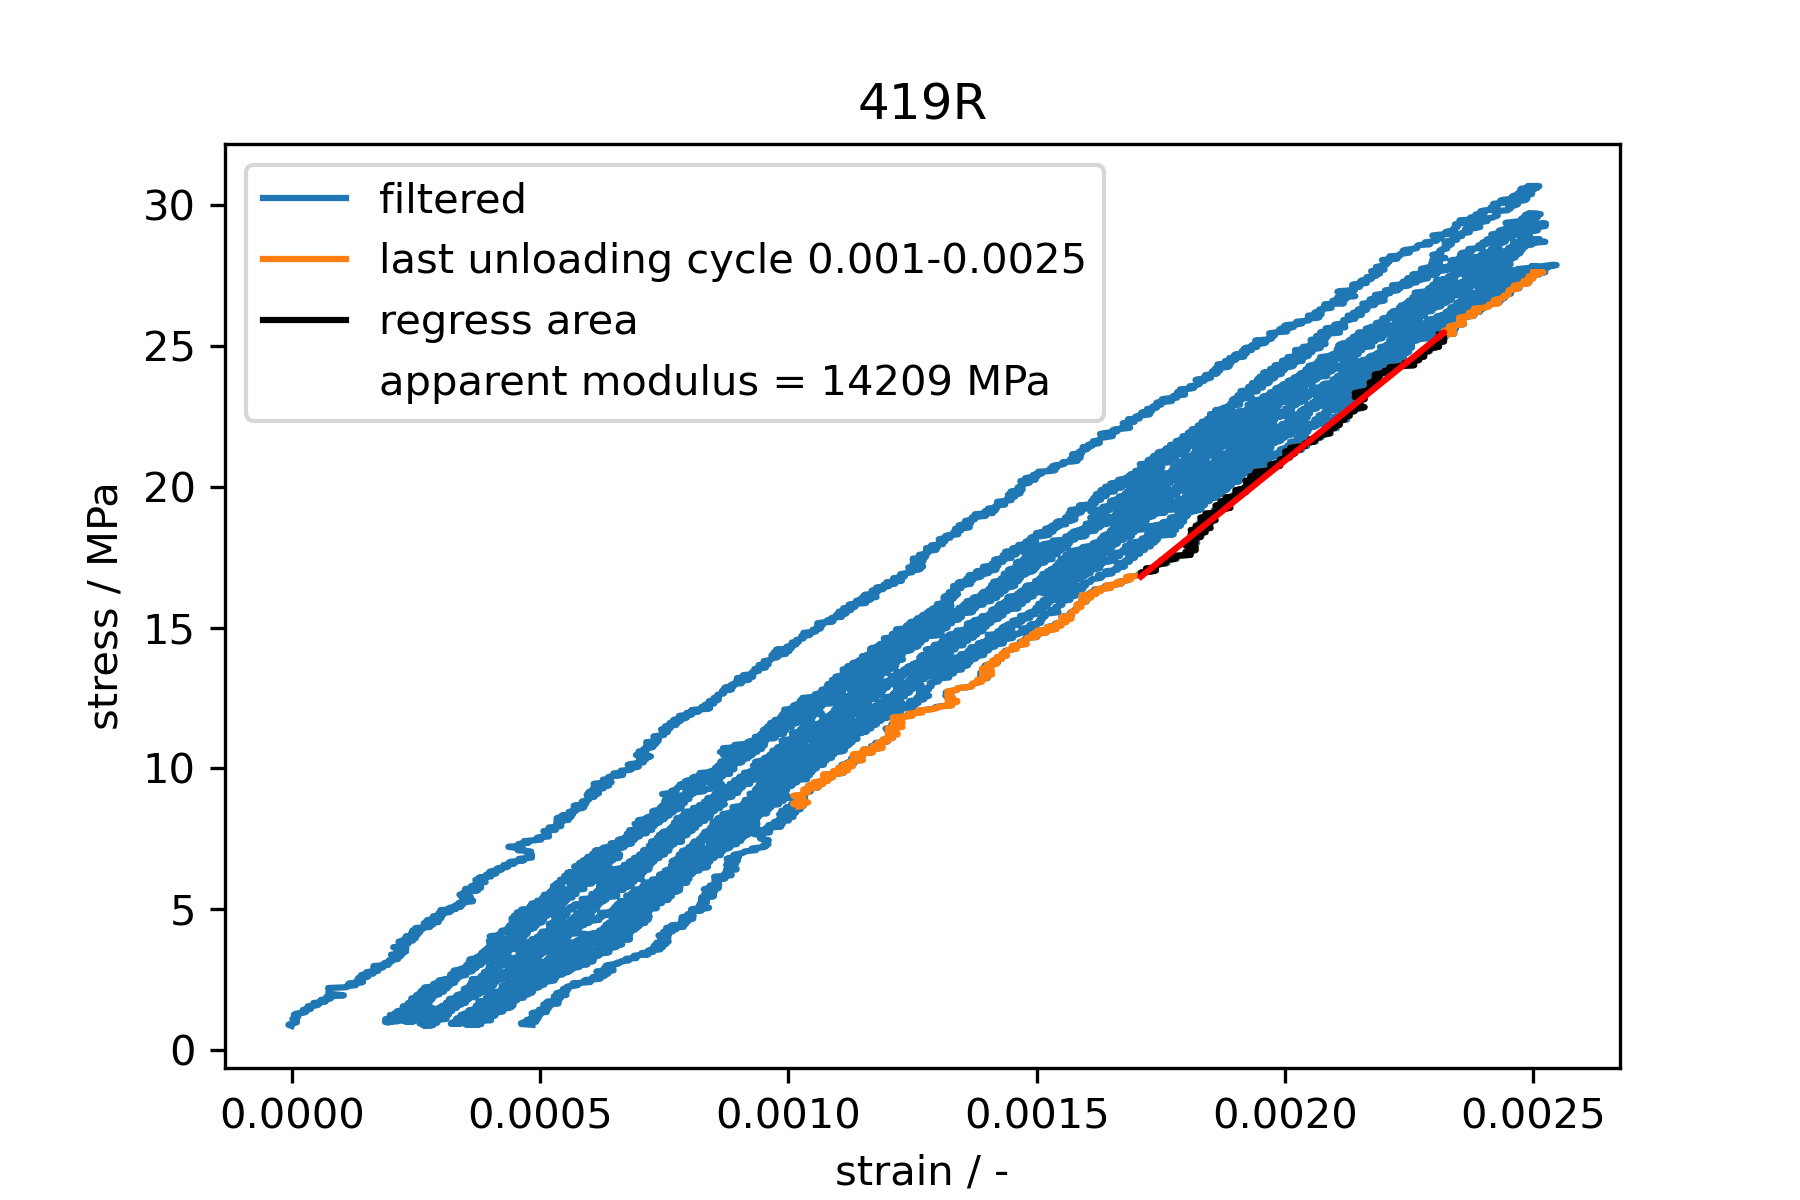 419R
filtered
last unloading cycle 0.001-0.0025
regress area
apparent modulus = 14209 MPa
stress / MPa
30
25
20
15
10
5
0
0.0000 0.0005 0.0010 0.0015 0.0020 0.0025
strain / -